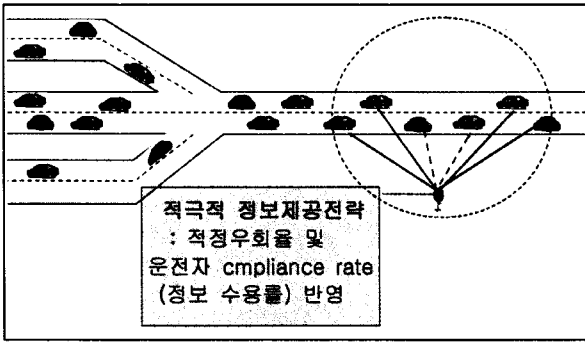 적극적 정보제공전략
: 적정우회율 및
운전자 cmpliance rate
(정보 수용률) 반영